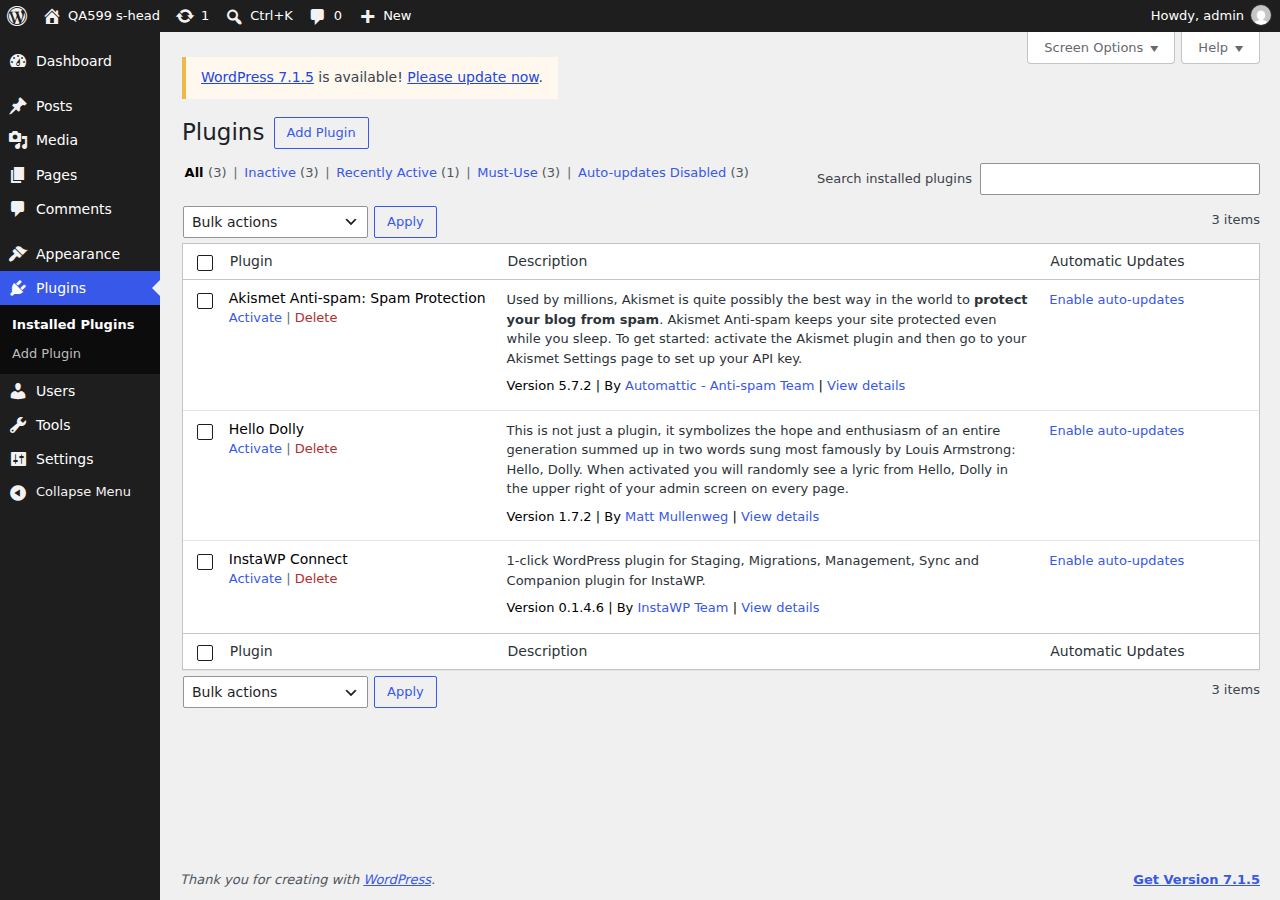 QA599 s-head 1 Ctrl+K 0 New Howdy, admin
Screen Options Help
Dashboard
Posts
Media
Pages
Comments
Appearance
Plugins
Installed Plugins
Add Plugin
Users
Tools
Settings
Collapse Menu
WordPress 7.1.5 is available! Please update now.
Plugins Add Plugin
All (3) | Inactive (3) | Recently Active (1) | Must-Use (3) | Auto-updates Disabled (3)
Search installed plugins
Bulk actions Apply 3 items
Plugin Description Automatic Updates
Akismet Anti-spam: Spam Protection
Activate | Delete
Used by millions, Akismet is quite possibly the best way in the world to protect
your blog from spam. Akismet Anti-spam keeps your site protected even
while you sleep. To get started: activate the Akismet plugin and then go to your
Akismet Settings page to set up your API key.
Version 5.7.2 | By Automattic - Anti-spam Team | View details
Enable auto-updates
Hello Dolly
Activate | Delete
This is not just a plugin, it symbolizes the hope and enthusiasm of an entire
generation summed up in two words sung most famously by Louis Armstrong:
Hello, Dolly. When activated you will randomly see a lyric from Hello, Dolly in
the upper right of your admin screen on every page.
Version 1.7.2 | By Matt Mullenweg | View details
Enable auto-updates
InstaWP Connect
Activate | Delete
1-click WordPress plugin for Staging, Migrations, Management, Sync and
Companion plugin for InstaWP.
Version 0.1.4.6 | By InstaWP Team | View details
Enable auto-updates
Plugin Description Automatic Updates
Bulk actions Apply 3 items
Thank you for creating with WordPress. Get Version 7.1.5